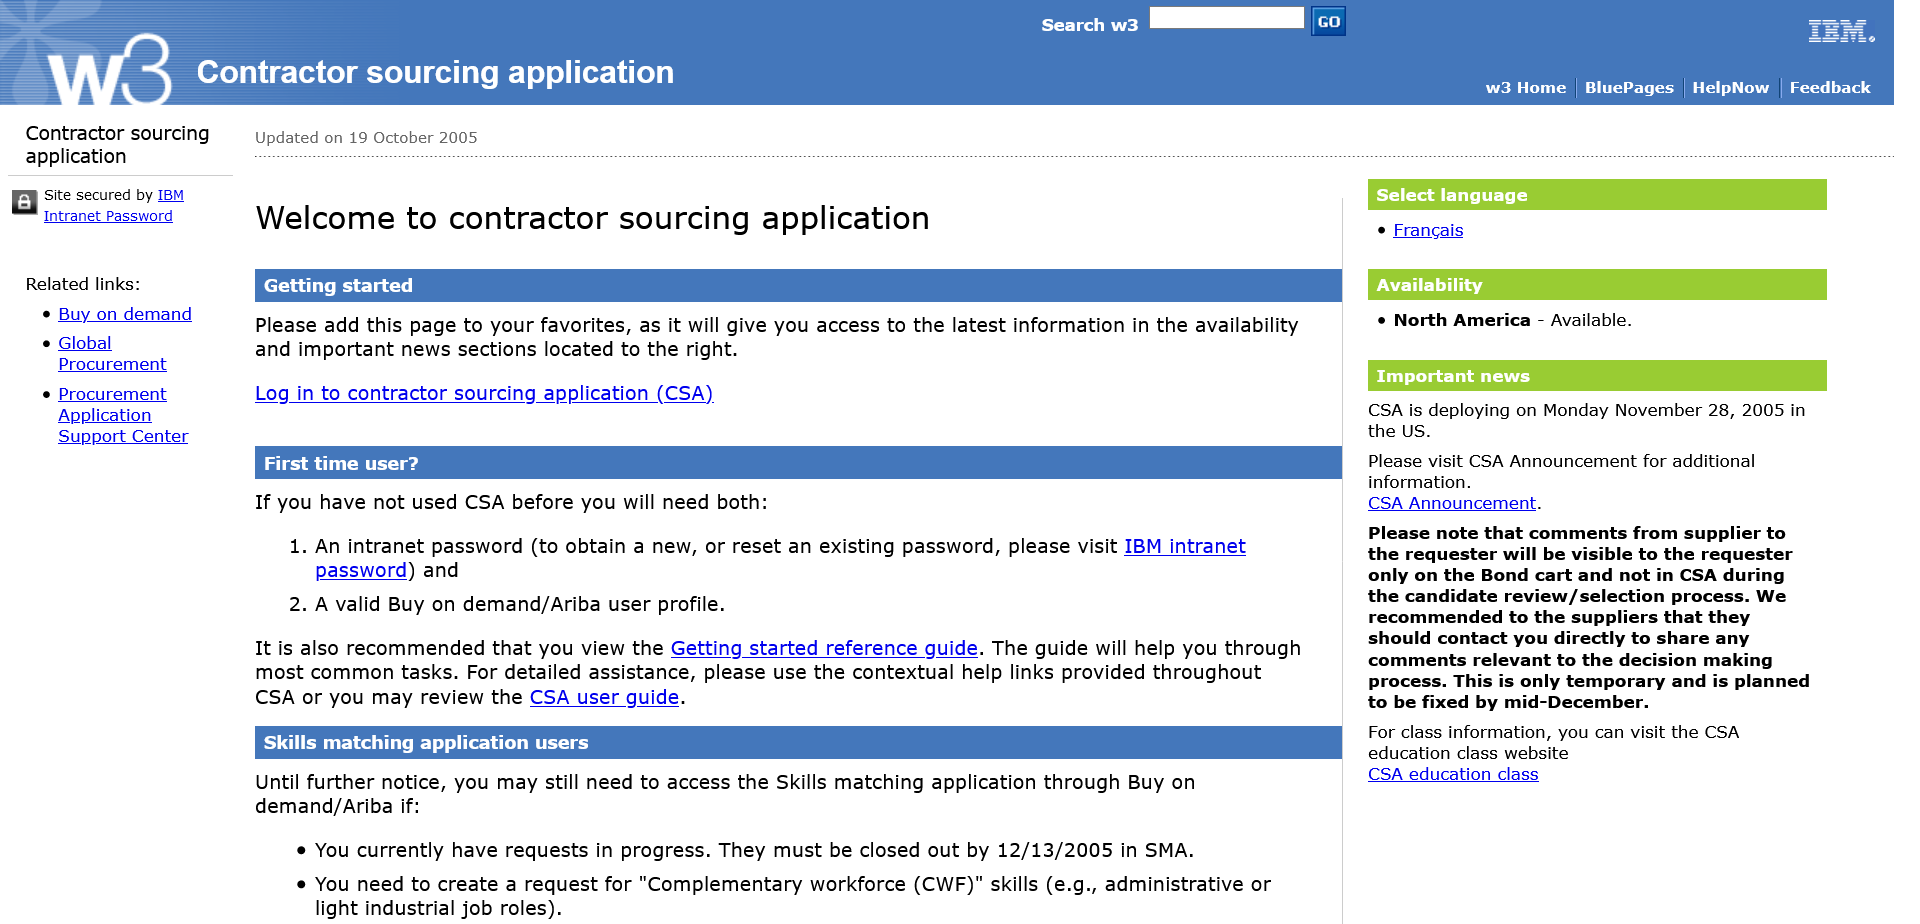 w3
Contractor sourcing application
Search w3
GO
IBM.
w3 Home
BluePages
HelpNow
Feedback
Contractor sourcing
application
Site secured by IBM
Intranet Password
Related links:
• Buy on demand
• Global
Procurement
• Procurement
Application
Support Center
Updated on 19 October 2005
Welcome to contractor sourcing application
Getting started
Please add this page to your favorites, as it will give you access to the latest information in the availability
and important news sections located to the right.
Log in to contractor sourcing application (CSA)
First time user?
If you have not used CSA before you will need both:
1. An intranet password (to obtain a new, or reset an existing password, please visit IBM intranet
password) and
2. A valid Buy on demand/Ariba user profile.
It is also recommended that you view the Getting started reference guide. The guide will help you through
most common tasks. For detailed assistance, please use the contextual help links provided throughout
CSA or you may review the CSA user guide.
Skills matching application users
Until further notice, you may still need to access the Skills matching application through Buy on
demand/Ariba if:
• You currently have requests in progress. They must be closed out by 12/13/2005 in SMA.
• You need to create a request for "Complementary workforce (CWF)" skills (e.g., administrative or
light industrial job roles).
Select language
• Français
Availability
• North America - Available.
Important news
CSA is deploying on Monday November 28, 2005 in
the US.
Please visit CSA Announcement for additional
information.
CSA Announcement.
Please note that comments from supplier to
the requester will be visible to the requester
only on the Bond cart and not in CSA during
the candidate review/selection process. We
recommended to the suppliers that they
should contact you directly to share any
comments relevant to the decision making
process. This is only temporary and is planned
to be fixed by mid-December.
For class information, you can visit the CSA
education class website
CSA education class